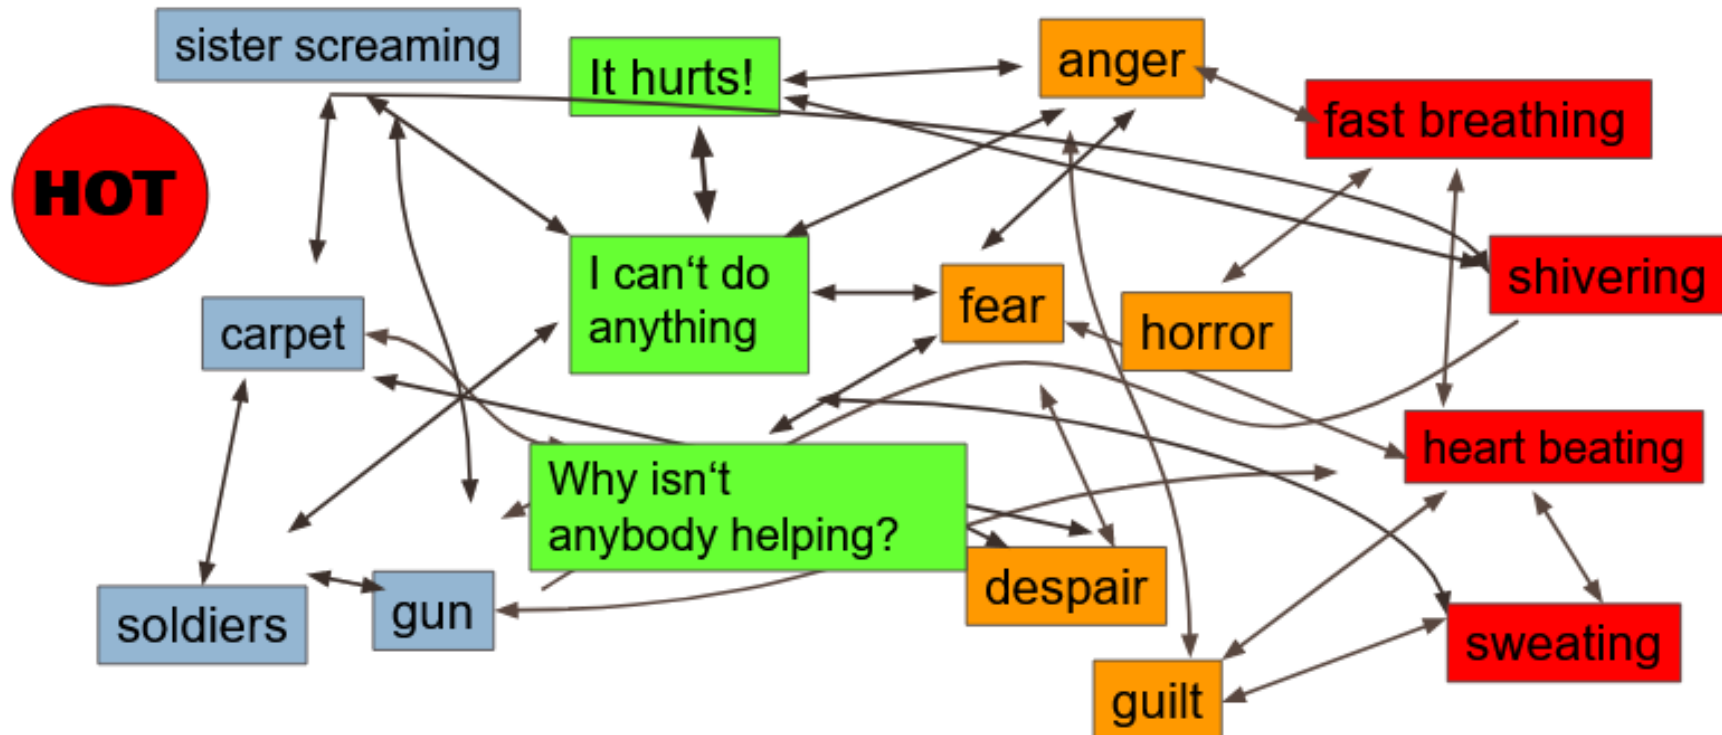 sister screaming
It hurts!
anger
fast breathing
HOT
I can‘t do
anything
fear
horror
shivering
carpet
Why isn‘t
anybody helping?
heart beating
soldiers
gun
despair
sweating
guilt